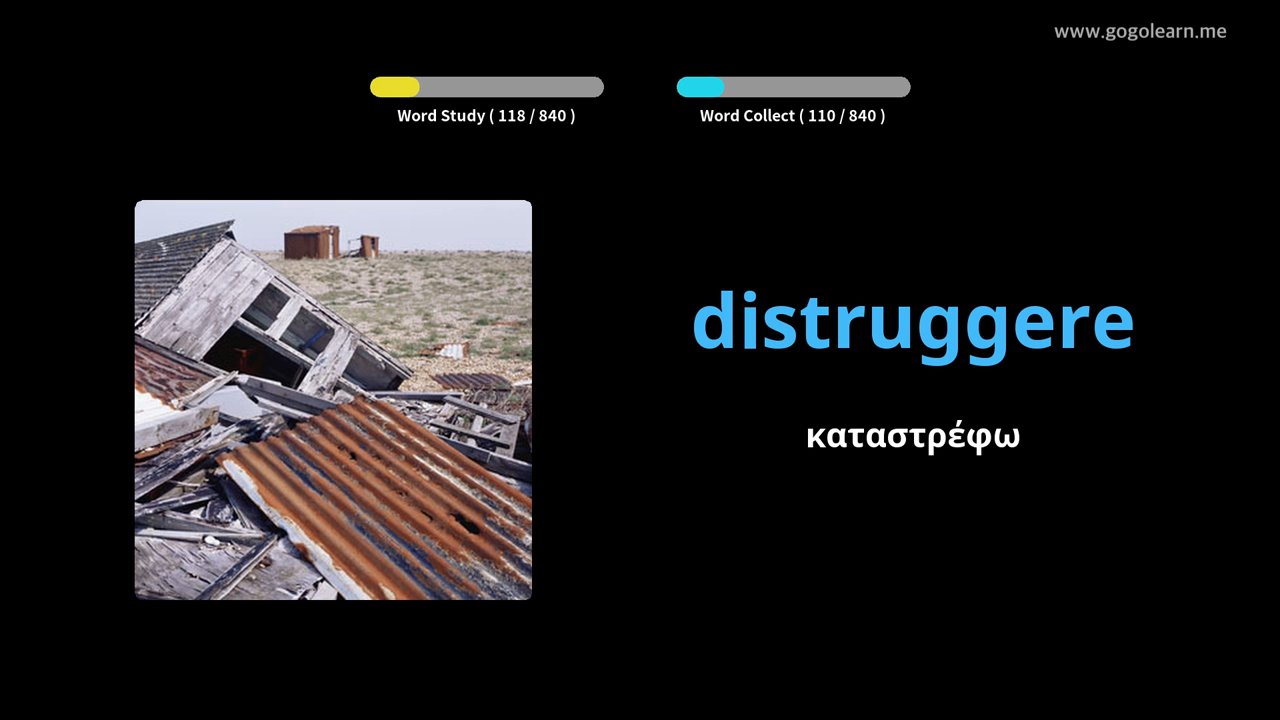 www.gogolearn.me
Word Study ( 118 / 840 )
Word Collect ( 110 / 840 )
distruggere
καταστρέφω